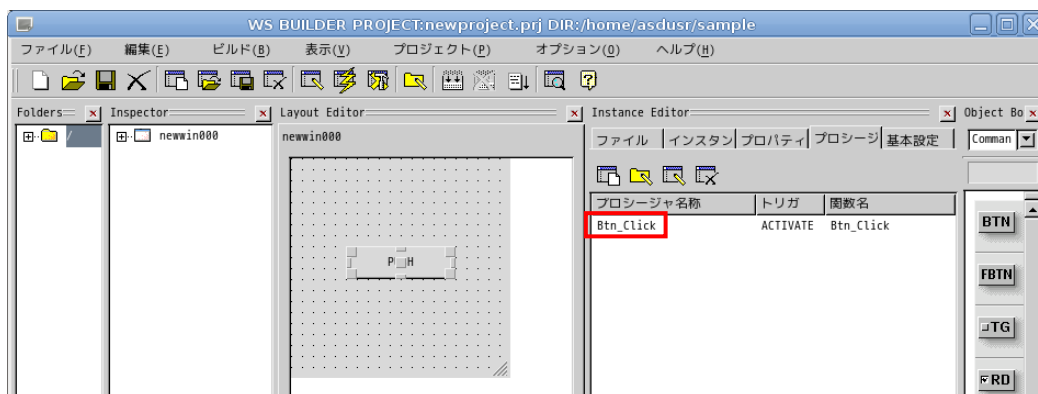 WS BUILDER PROJECT:newproject.prj DIR:/home/asdusr/sample
ファイル(F) 編集(E) ビルド(B) 表示(V) プロジェクト(P) オプション(O) ヘルプ(H)
Folders Inspector Layout Editor Instance Editor Object Bo
/ newwin000 newwin000 ファイル インスタン プロパティ プロシージ 基本設定 Comman
プロシージャ名称 トリガ 関数名
Btn_Click ACTIVATE Btn_Click
BTN
FBTN
TG
RD